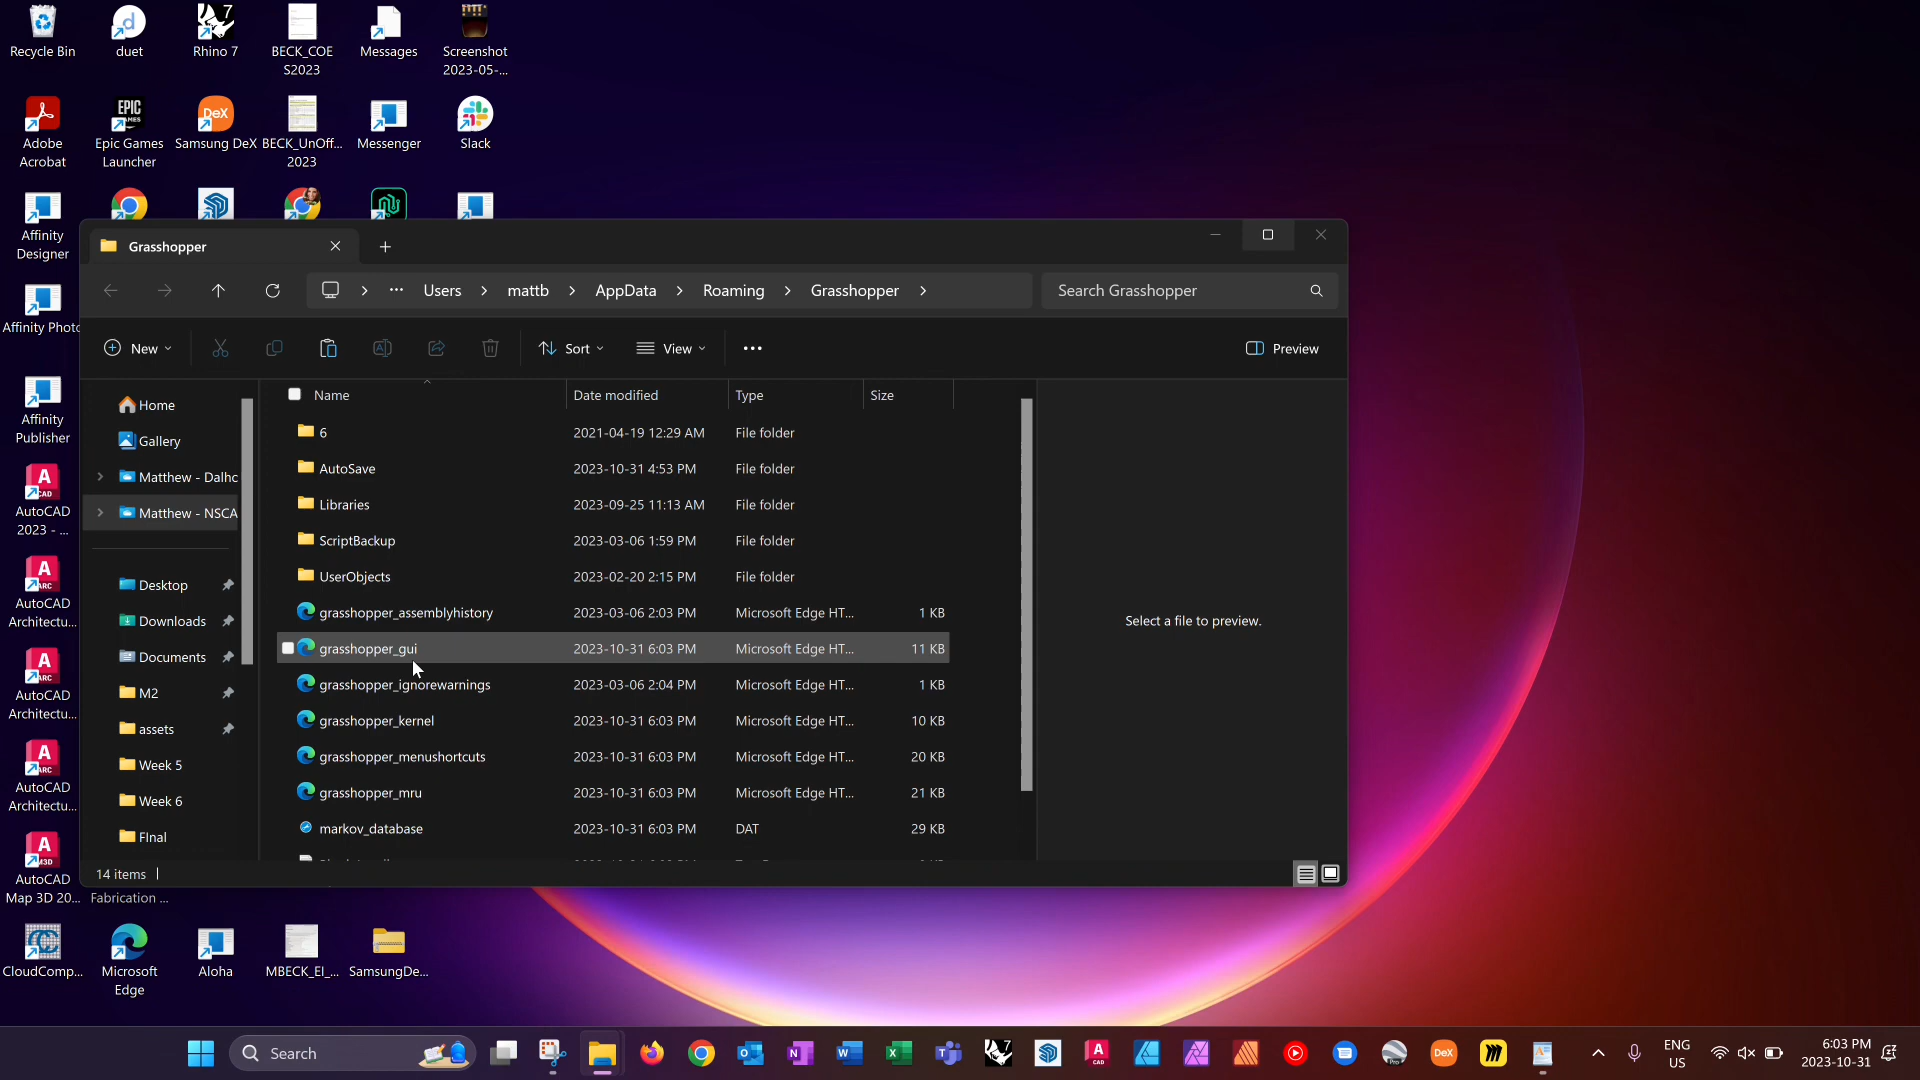 Recycle Bin
duet
Rhino 7
BECK_COE
S2023
Messages
Screenshot
2023-05-...
Adobe
Acrobat
Epic Games
Launcher
Samsung DeX
BECK_UnOff...
2023
Messenger
Slack
Affinity
Designer
Affinity Photo
Affinity
Publisher
AutoCAD
2023 - ...
AutoCAD
Architectu...
AutoCAD
Architectu...
AutoCAD
Architectu...
AutoCAD
Map 3D 20...
Fabrication ...
CloudComp...
Microsoft
Edge
Aloha
MBECK_EI_...
SamsungDe...
Grasshopper
Users
mattb
AppData
Roaming
Grasshopper
Search Grasshopper
New
Sort
View
Preview
Home
Gallery
Matthew - Dalhc
Matthew - NSCA
Desktop
Downloads
Documents
M2
assets
Week 5
Week 6
FInal
Name Date modified Type Size
6 2021-04-19 12:29 AM File folder
AutoSave 2023-10-31 4:53 PM File folder
Libraries 2023-09-25 11:13 AM File folder
ScriptBackup 2023-03-06 1:59 PM File folder
UserObjects 2023-02-20 2:15 PM File folder
grasshopper_assemblyhistory 2023-03-06 2:03 PM Microsoft Edge HT... 1 KB
grasshopper_gui 2023-10-31 6:03 PM Microsoft Edge HT... 11 KB
grasshopper_ignorewarnings 2023-03-06 2:04 PM Microsoft Edge HT... 1 KB
grasshopper_kernel 2023-10-31 6:03 PM Microsoft Edge HT... 10 KB
grasshopper_menushortcuts 2023-10-31 6:03 PM Microsoft Edge HT... 20 KB
grasshopper_mru 2023-10-31 6:03 PM Microsoft Edge HT... 21 KB
markov_database 2023-10-31 6:03 PM DAT 29 KB
Select a file to preview.
14 items
Search
ENG
US
6:03 PM
2023-10-31